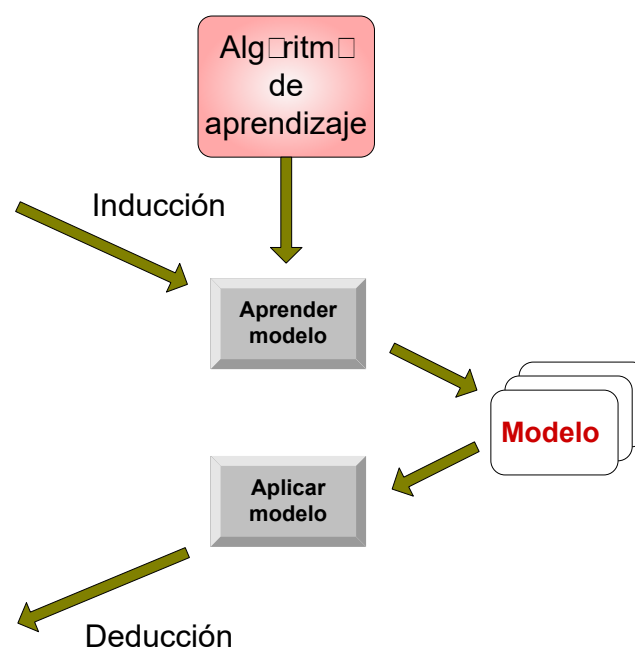 Alg□ritm□
de
aprendizaje
Inducción
Aprender
modelo
Modelo
Aplicar
modelo
Deducción